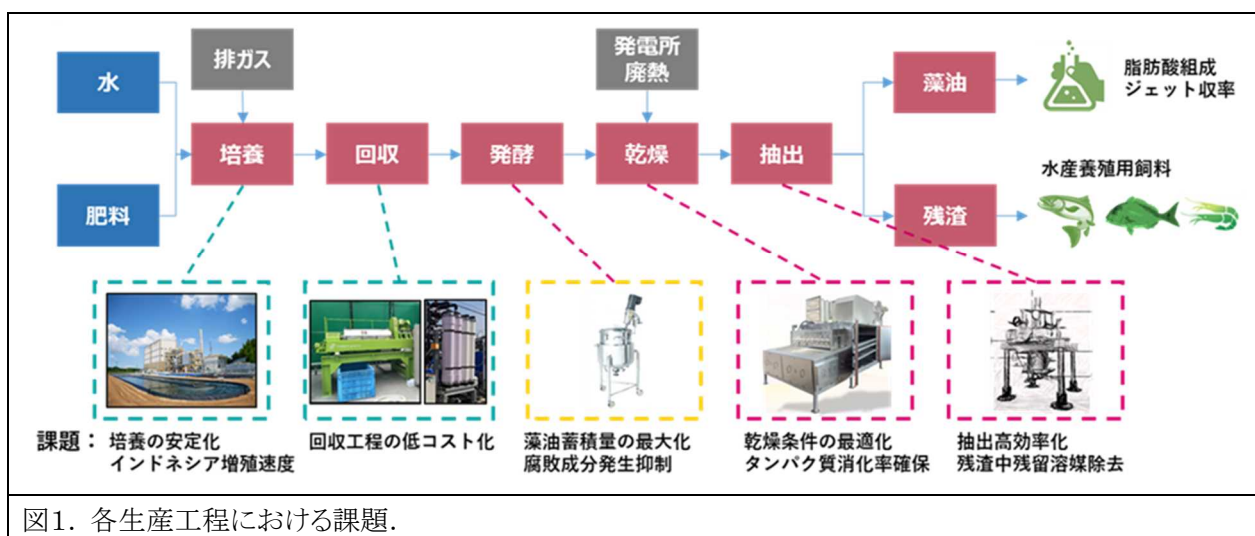 排ガス
発電所
廃熱
水
藻油
脂肪酸組成
ジェット収率
培養
回収
発酵
乾燥
抽出
水産養殖用飼料
肥料
残渣
課題：
培養の安定化
インドネシア増殖速度
回収工程の低コスト化
藻油蓄積量の最大化
腐敗成分発生抑制
乾燥条件の最適化
タンパク質消化率確保
抽出高効率化
残渣中残留溶媒除去
図1. 各生産工程における課題.